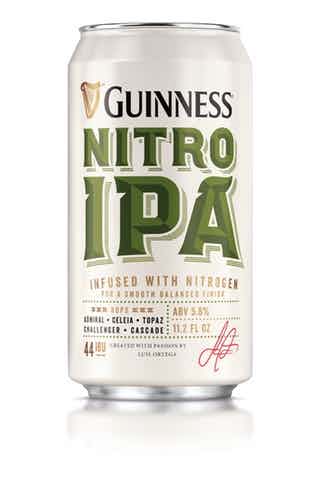 GUINNESS
NITRO
IPA
INFUSED WITH NITROGEN
FOR A SMOOTH BALANCED FINISH
HOPS
ADMIRAL • CELEIA • TOPAZ
CHALLENGER • CASCADE
ABV 5.8%
11.2 FL OZ
44 IBU
CREATED WITH PASSION BY
LUIS ORTEGA